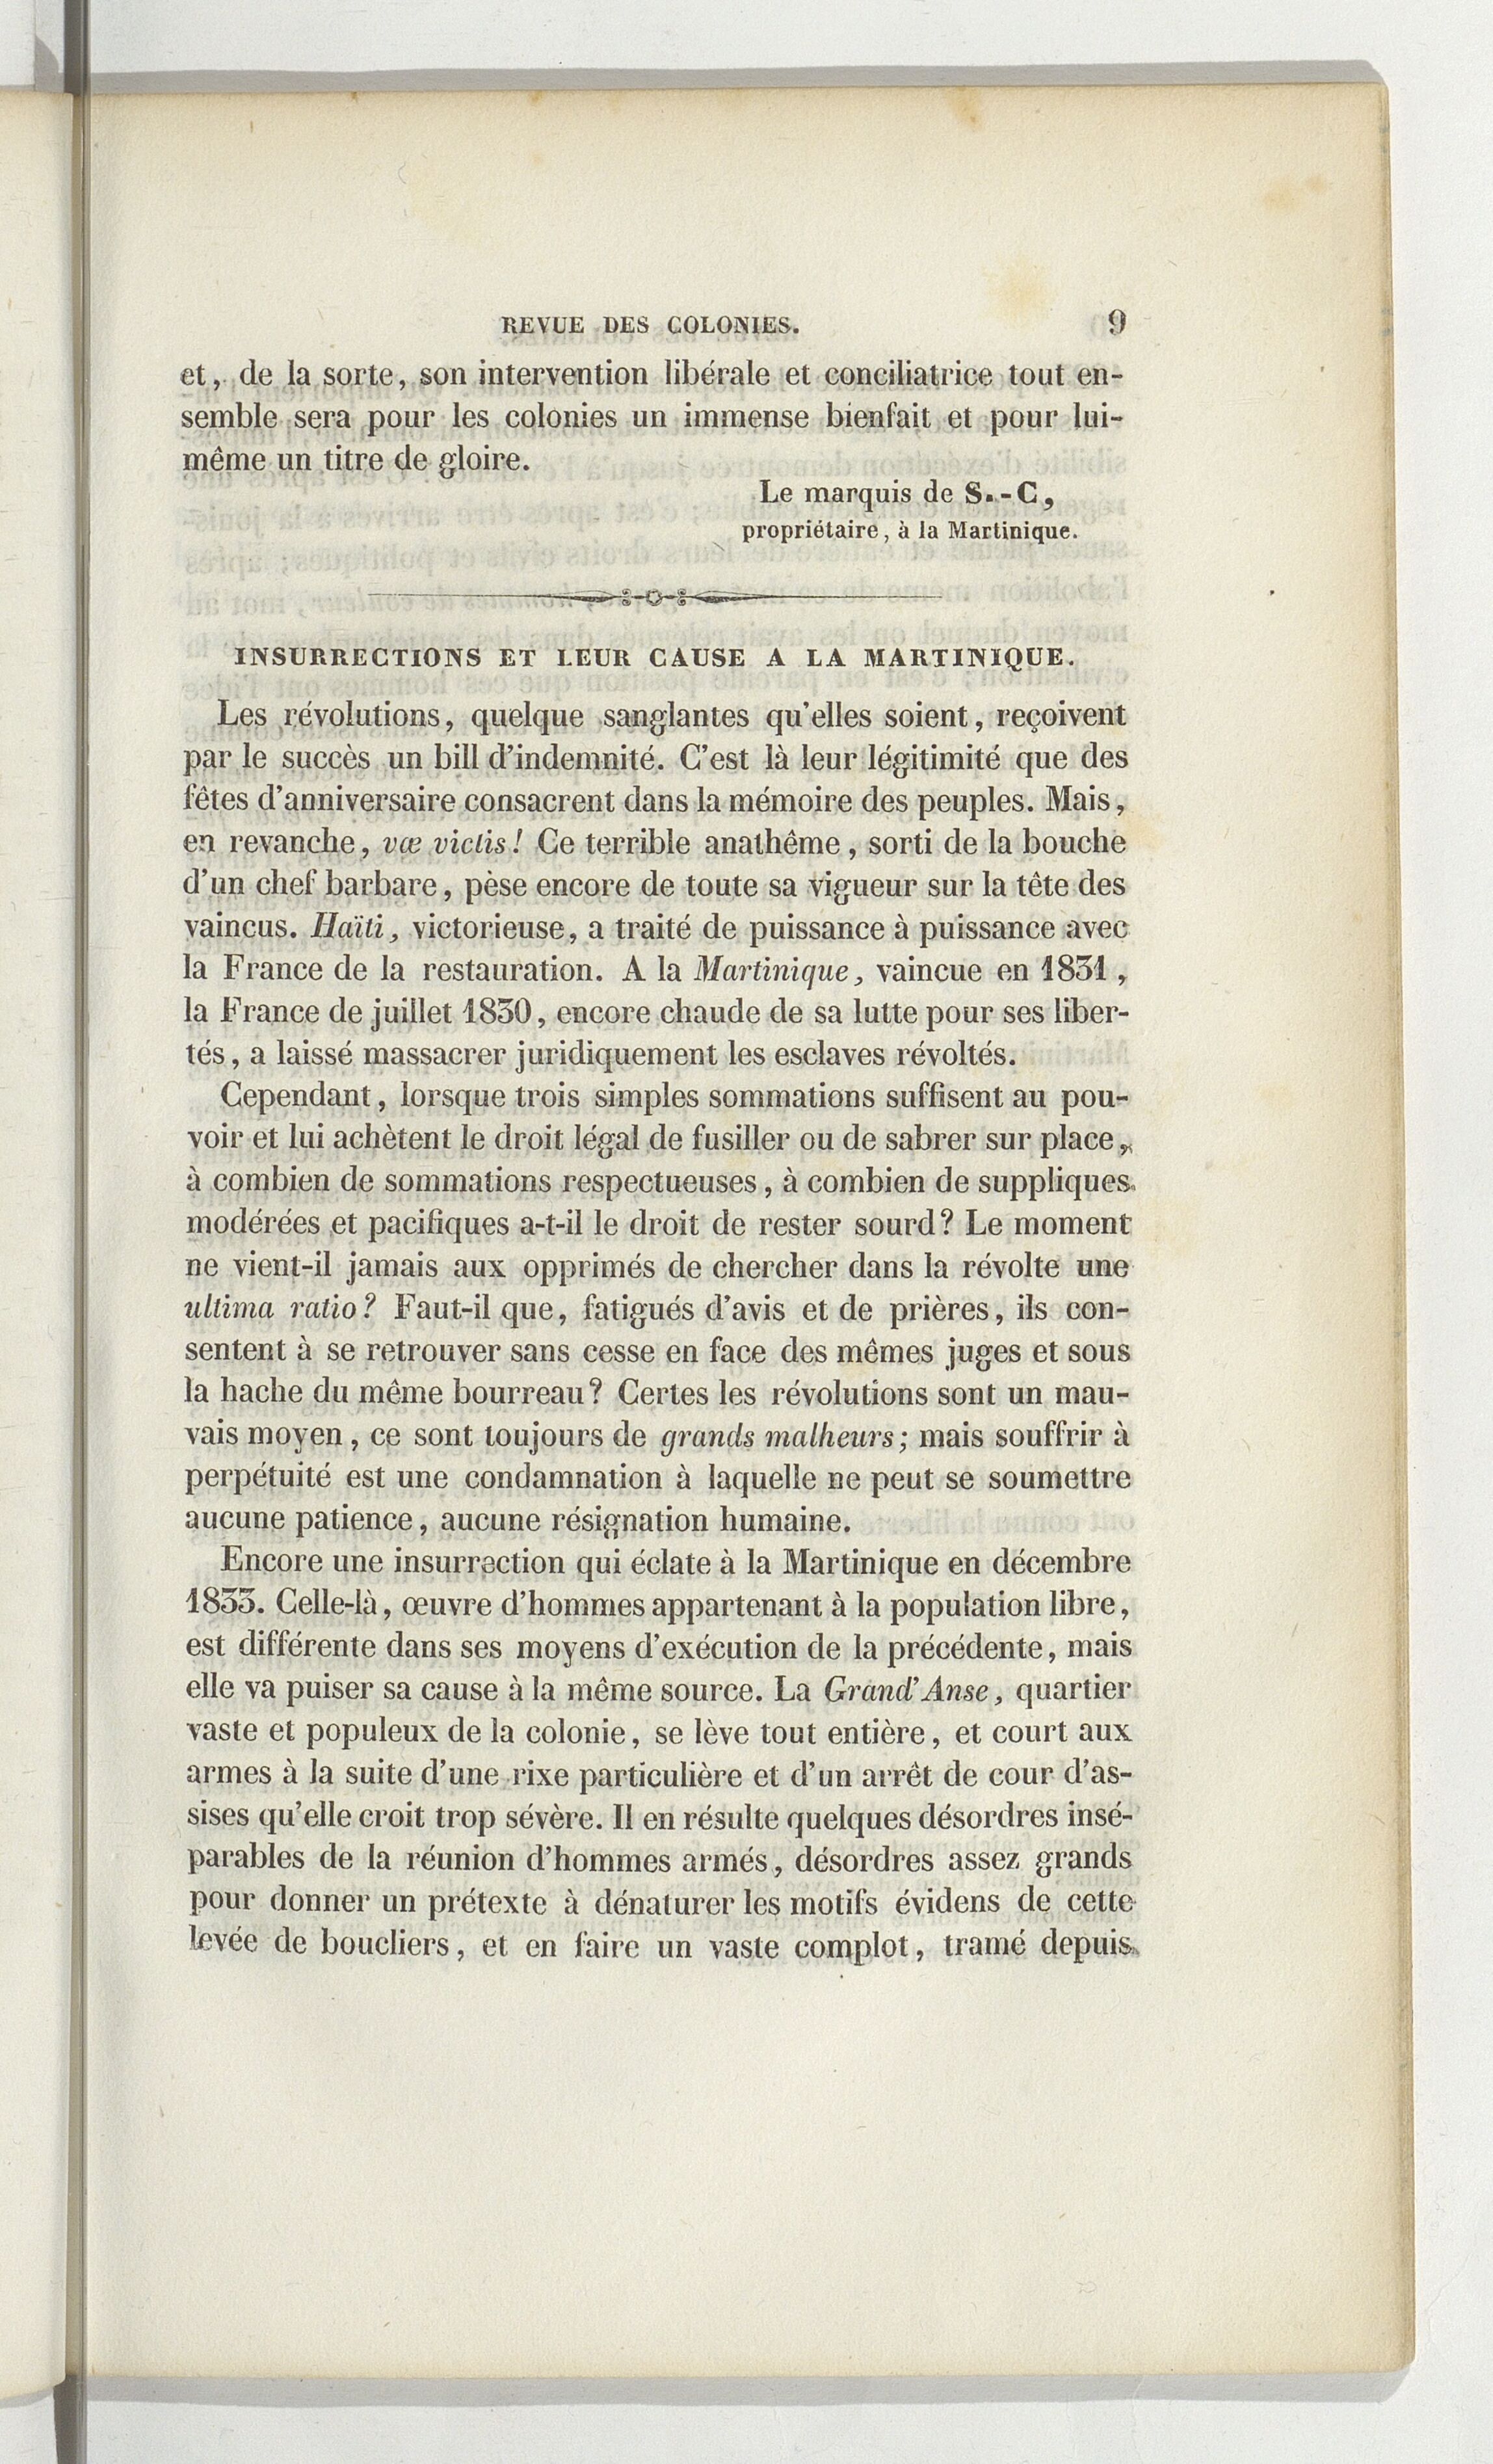 REVUE DES COLONIES. 9
et, de la sorte, son intervention libérale et conciliatrice tout en-
semble sera pour les colonies un immense bienfait et pour lui-
même un titre de gloire.
Le marquis de S.-C,
propriétaire, à la Martinique.
INSURRECTIONS ET LEUR CAUSE A LA MARTINIQUE.
Les révolutions, quelque sanglantes qu'elles soient, reçoivent
par le succès un bill d'indemnité. C'est là leur légitimité que des
fêtes d'anniversaire consacrent dans la mémoire des peuples. Mais,
en revanche, væ victis! Ce terrible anathême, sorti de la bouche
d'un chef barbare, pèse encore de toute sa vigueur sur la tête des
vaincus. Haïti, victorieuse, a traité de puissance à puissance avec
la France de la restauration. A la Martinique, vaincue en 1831,
la France de juillet 1830, encore chaude de sa lutte pour ses liber-
tés, a laissé massacrer juridiquement les esclaves révoltés.
Cependant, lorsque trois simples sommations suffisent au pou-
voir et lui achètent le droit légal de fusiller ou de sabrer sur place,
à combien de sommations respectueuses, à combien de suppliques
modérées et pacifiques a-t-il le droit de rester sourd? Le moment
ne vient-il jamais aux opprimés de chercher dans la révolte une
ultima ratio? Faut-il que, fatigués d'avis et de prières, ils con-
sentent à se retrouver sans cesse en face des mêmes juges et sous
la hache du même bourreau? Certes les révolutions sont un mau-
vais moyen, ce sont toujours de grands malheurs; mais souffrir à
perpétuité est une condamnation à laquelle ne peut se soumettre
aucune patience, aucune résignation humaine.
Encore une insurrection qui éclate à la Martinique en décembre
1833. Celle-là, œuvre d'hommes appartenant à la population libre,
est différente dans ses moyens d'exécution de la précédente, mais
elle va puiser sa cause à la même source. La Grand'Anse, quartier
vaste et populeux de la colonie, se lève tout entière, et court aux
armes à la suite d'une rixe particulière et d'un arrêt de cour d'as-
sises qu'elle croit trop sévère. Il en résulte quelques désordres insé-
parables de la réunion d'hommes armés, désordres assez grands
pour donner un prétexte à dénaturer les motifs évidens de cette
levée de boucliers, et en faire un vaste complot, tramé depuis